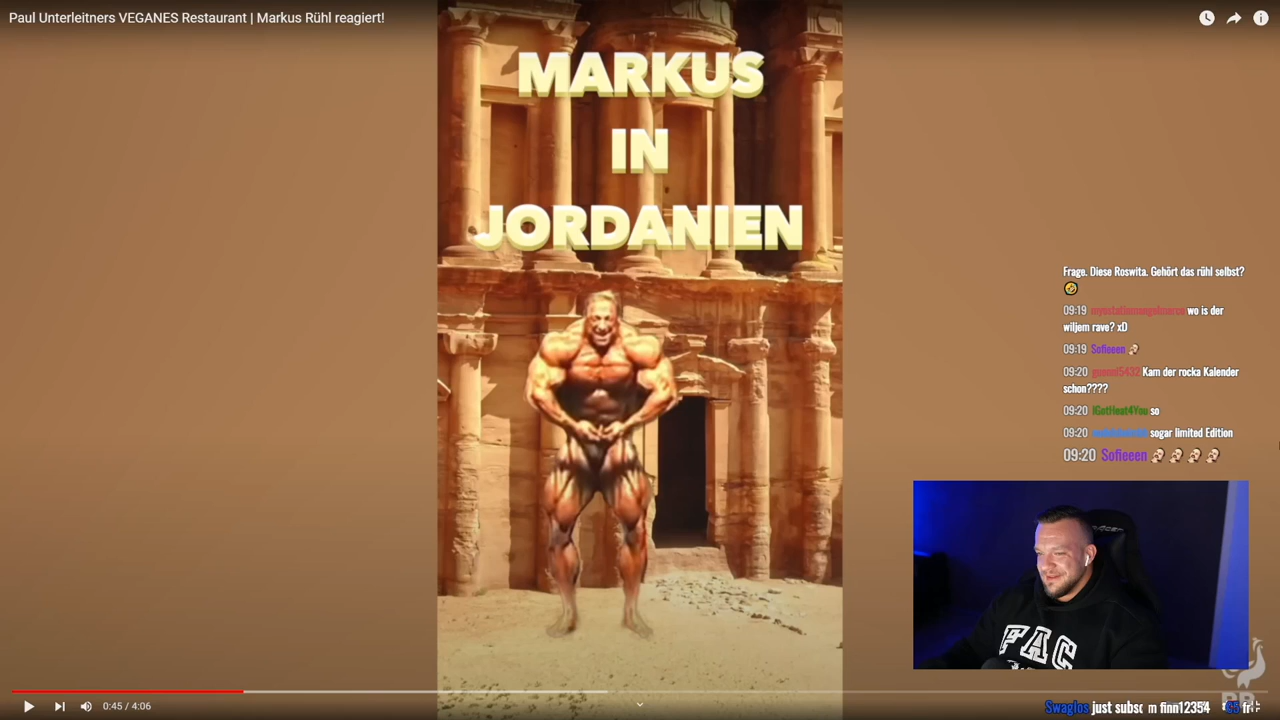 Paul Unterleitners VEGANES Restaurant | Markus Rühl reagiert!
MARKUS
IN
JORDANIEN
Frage. Diese Roswita. Gehört das rühl selbst?
09:19 wo is der
wiljem rave? xD
09:19 Sofieeen
09:20 gummi5432 Kam der rocka Kalender
schon????
09:20 IGotHeat4You so
09:20 sogar limited Edition
09:20 Sofieeen
FAC
0:45 / 4:06
Swaglos just subsc m finn12354